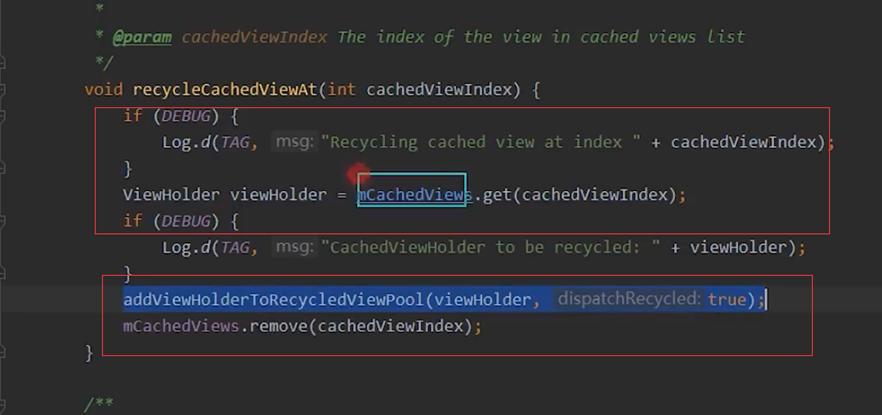 *
* @param cachedViewIndex The index of the view in cached views list
*/
void recycleCachedViewAt(int cachedViewIndex) {
if (DEBUG) {
Log.d(TAG, msg: "Recycling cached view at index " + cachedViewIndex);
}
ViewHolder viewHolder = mCachedViews.get(cachedViewIndex);
if (DEBUG) {
Log.d(TAG, msg: "CachedViewHolder to be recycled: " + viewHolder);
}
addViewHolderToRecycledViewPool(viewHolder, dispatchRecycled: true);
mCachedViews.remove(cachedViewIndex);
}
/**